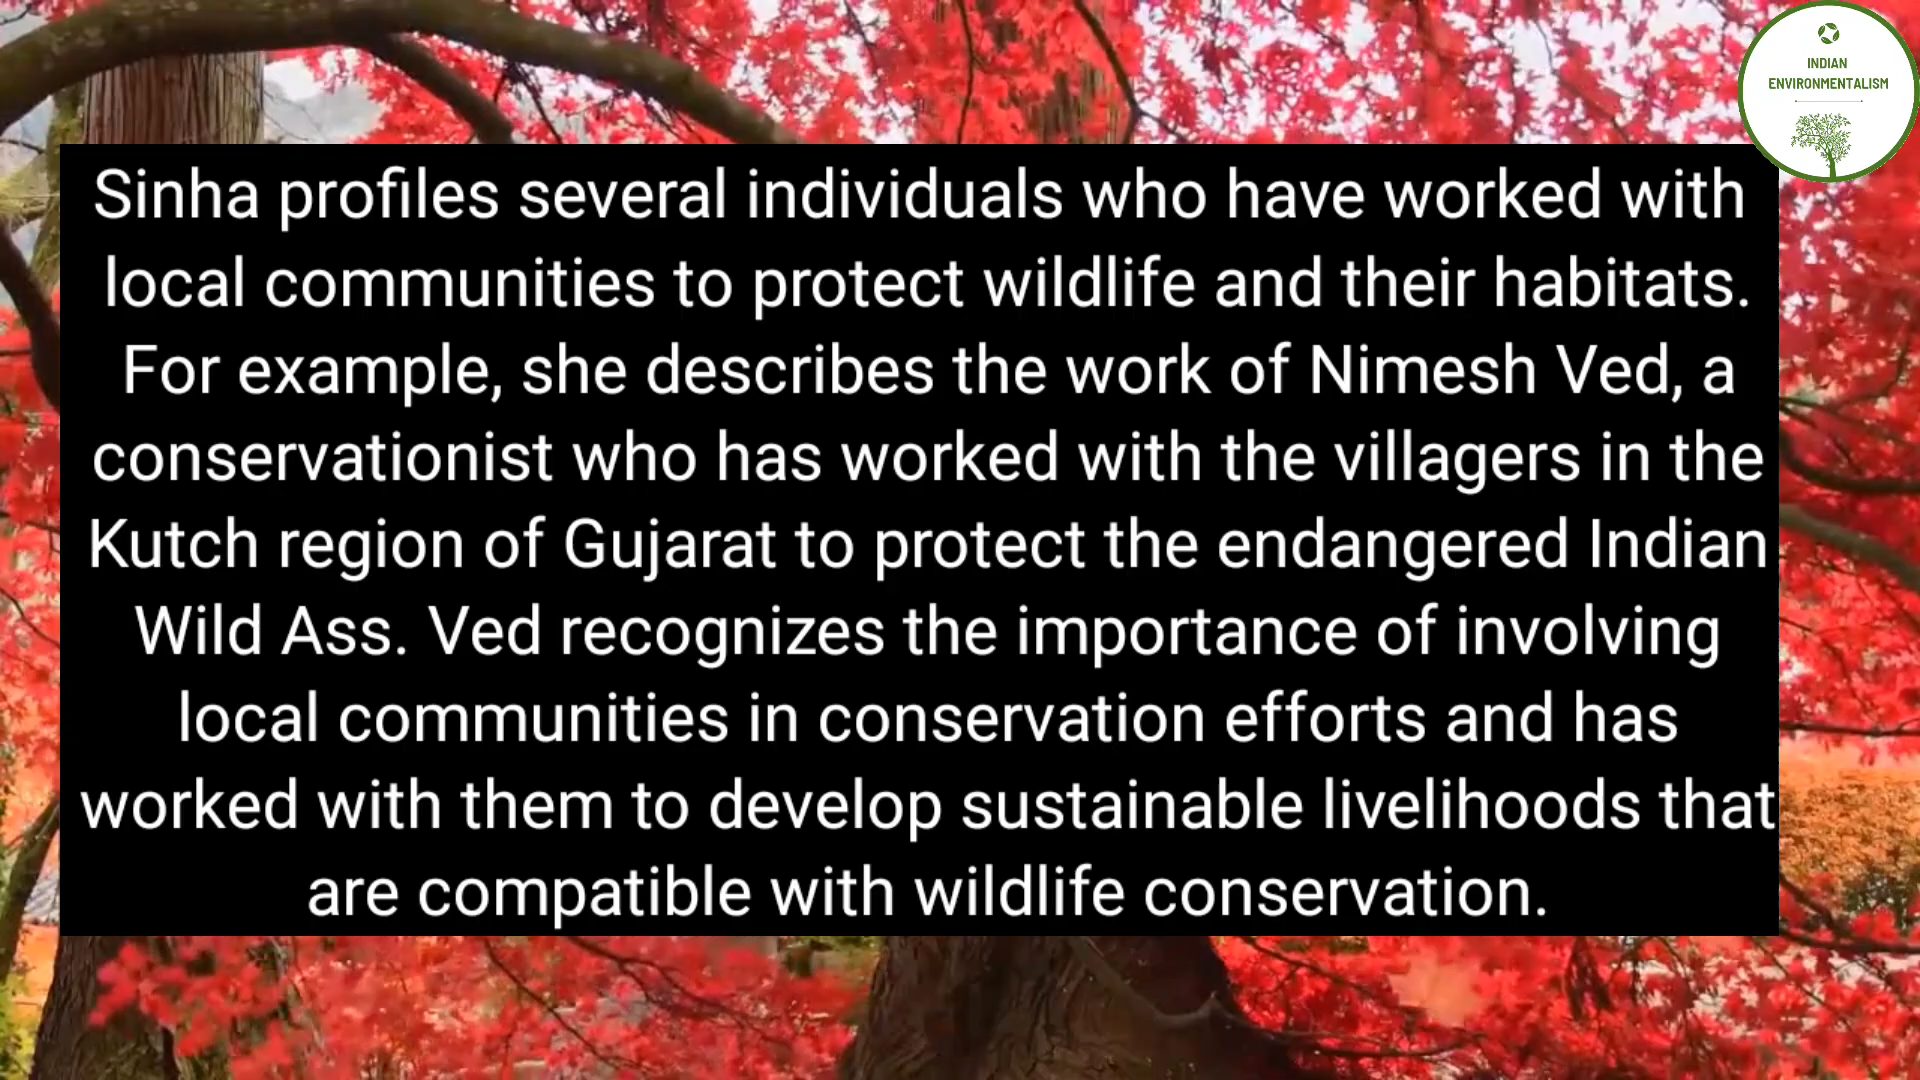 INDIAN
ENVIRONMENTALISM
Sinha profiles several individuals who have worked with
local communities to protect wildlife and their habitats.
For example, she describes the work of Nimesh Ved, a
conservationist who has worked with the villagers in the
Kutch region of Gujarat to protect the endangered Indian
Wild Ass. Ved recognizes the importance of involving
local communities in conservation efforts and has
worked with them to develop sustainable livelihoods that
are compatible with wildlife conservation.